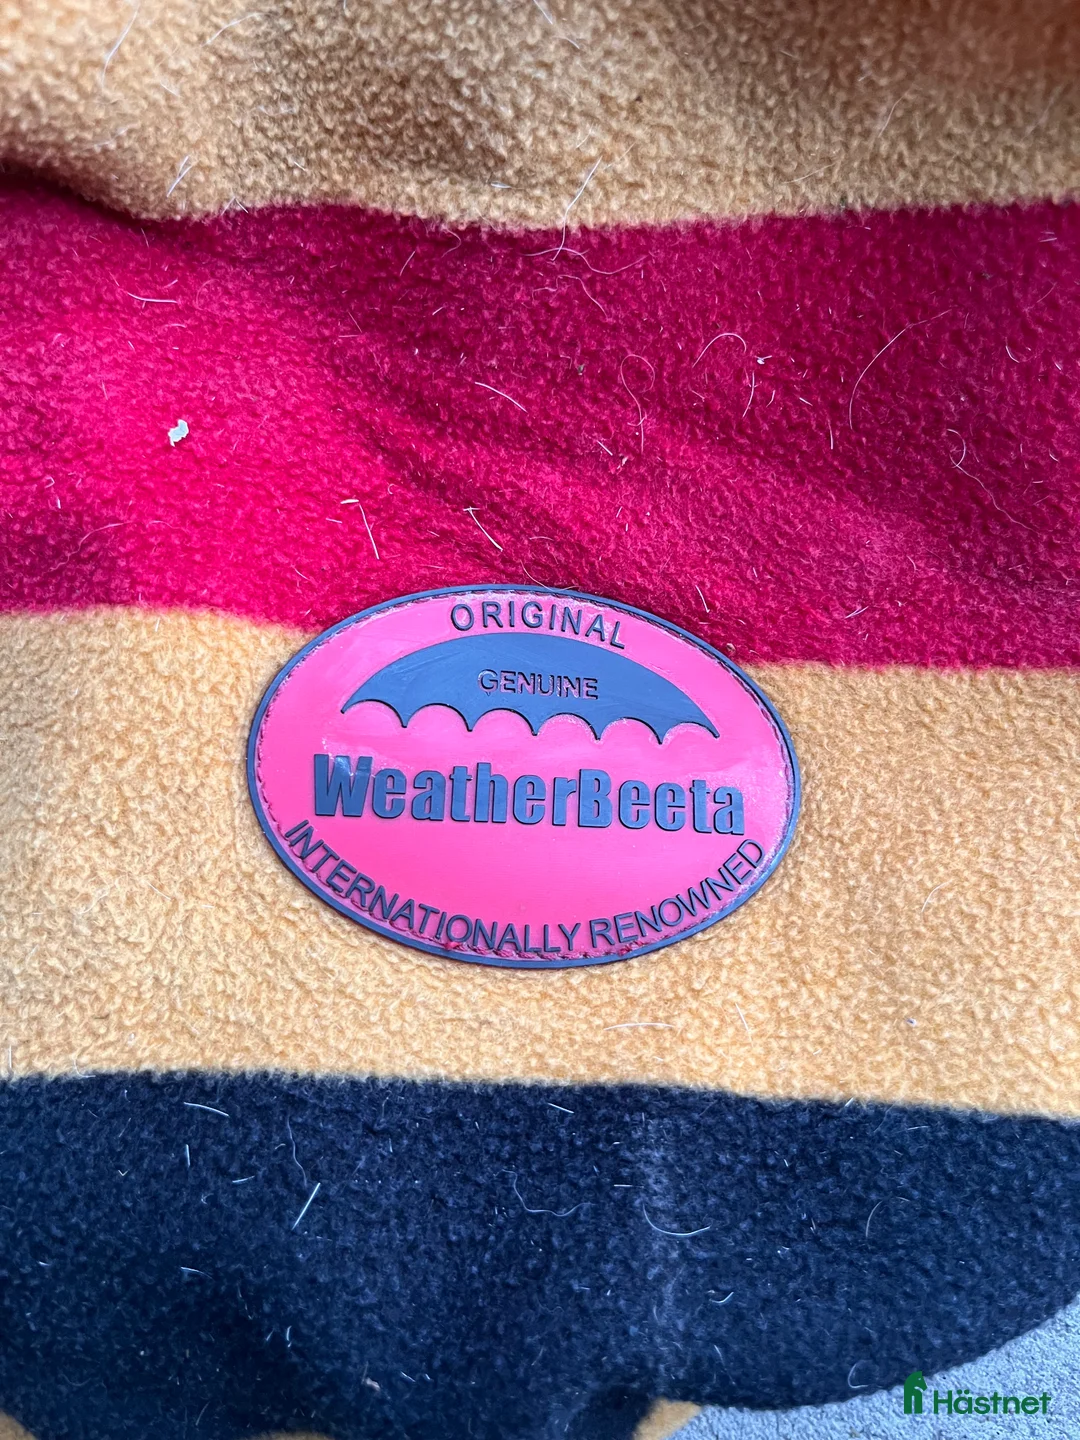 ORIGINAL
GENUINE
WeatherBeeta
INTERNATIONALLY RENOWNED
Hästnet